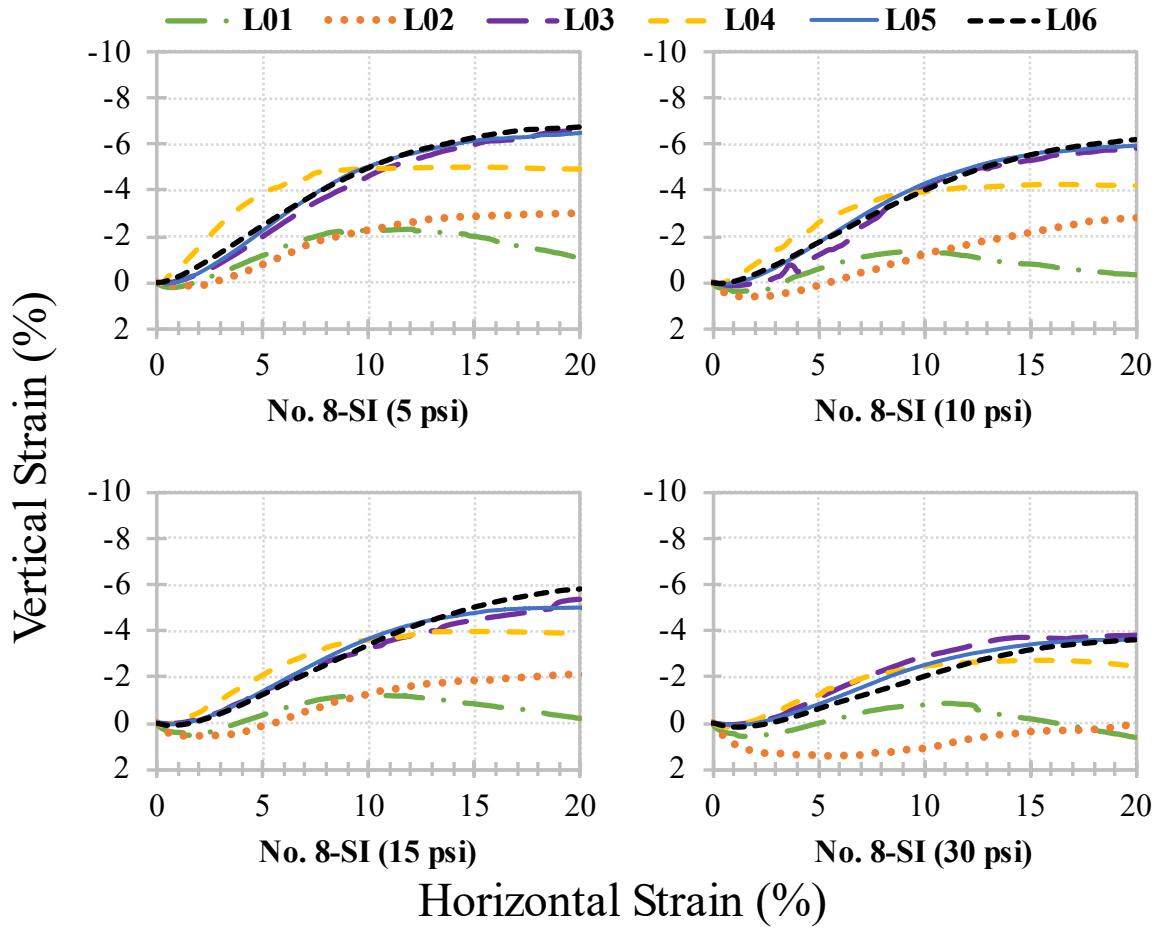 L01 L02 L03 L04 L05 L06
Vertical Strain (%)
-10
-8
-6
-4
-2
0
2
0 5 10 15 20
No. 8-SI (5 psi)
-10
-8
-6
-4
-2
0
2
0 5 10 15 20
No. 8-SI (10 psi)
-10
-8
-6
-4
-2
0
2
0 5 10 15 20
No. 8-SI (15 psi)
-10
-8
-6
-4
-2
0
2
0 5 10 15 20
No. 8-SI (30 psi)
Horizontal Strain (%)